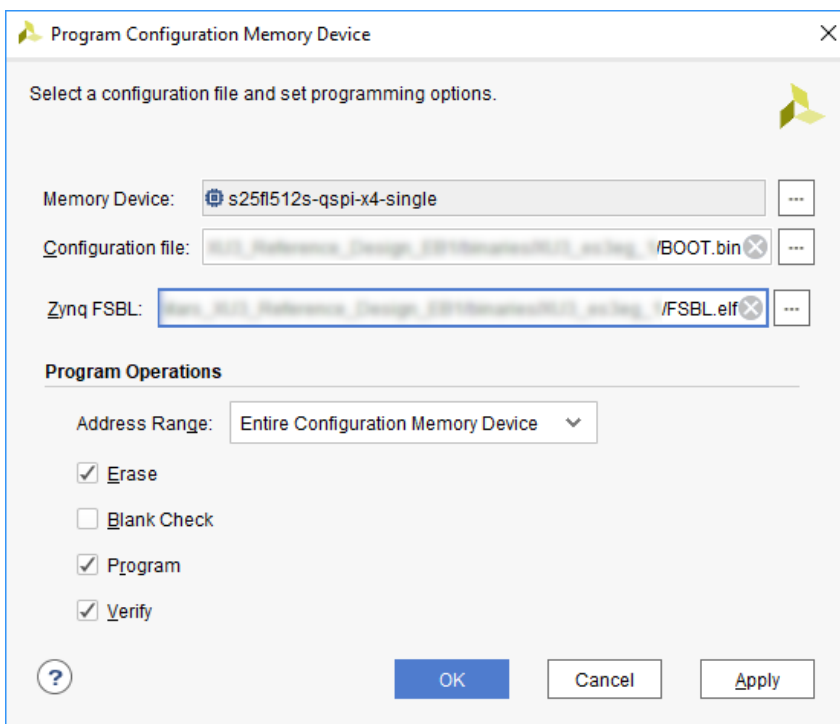 Program Configuration Memory Device
Select a configuration file and set programming options.
Memory Device: s25fl512s-qspi-x4-single ...
Configuration file: /BOOT.bin ...
Zynq FSBL: /FSBL.elf ...
Program Operations
Address Range: Entire Configuration Memory Device
Erase
Blank Check
Program
Verify
? OK Cancel Apply